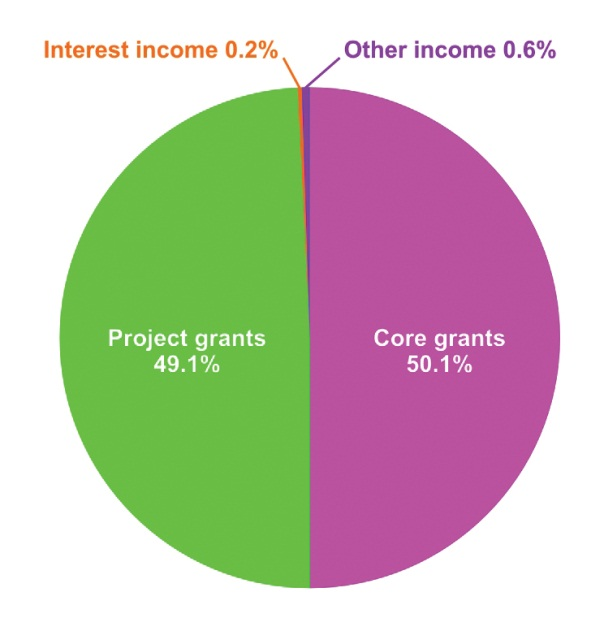 Interest income 0.2%
Other income 0.6%
Project grants
49.1%
Core grants
50.1%